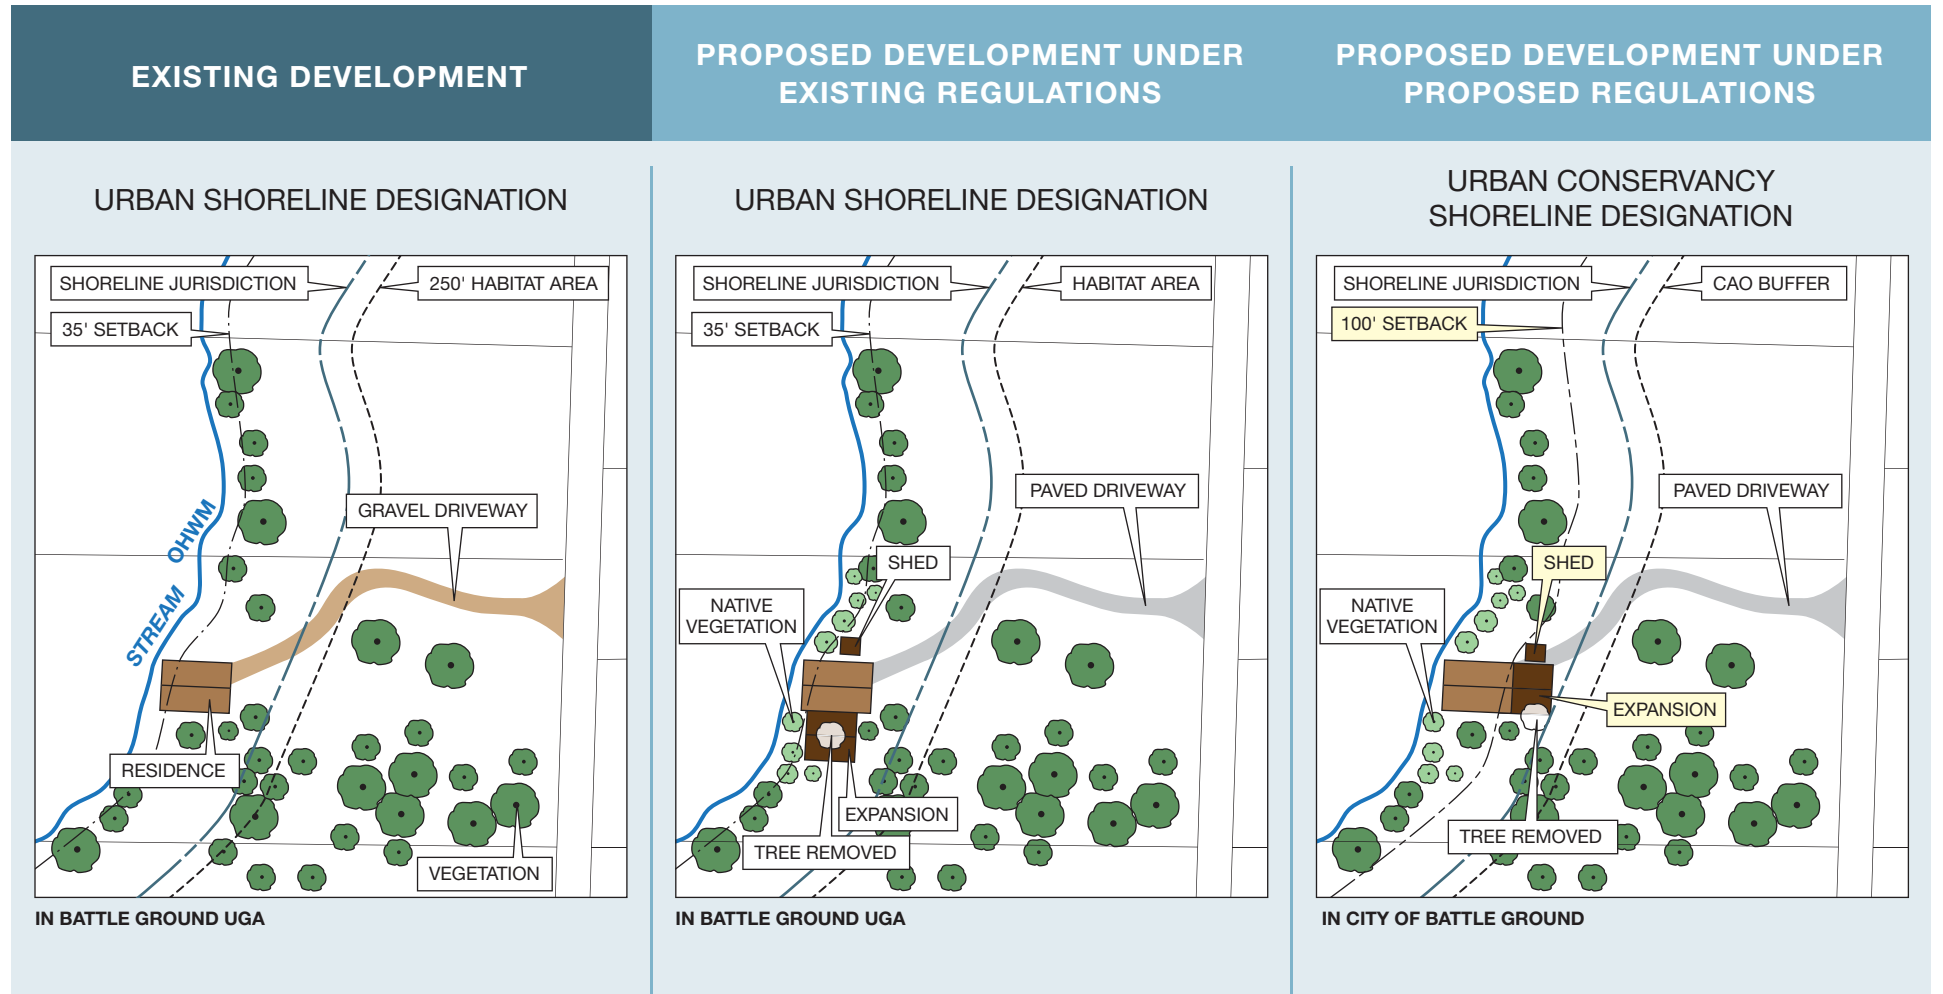 EXISTING DEVELOPMENT
PROPOSED DEVELOPMENT UNDER
EXISTING REGULATIONS
PROPOSED DEVELOPMENT UNDER
PROPOSED REGULATIONS
URBAN SHORELINE DESIGNATION
SHORELINE JURISDICTION
250' HABITAT AREA
35' SETBACK
GRAVEL DRIVEWAY
OHWM
STREAM
RESIDENCE
VEGETATION
IN BATTLE GROUND UGA
URBAN SHORELINE DESIGNATION
SHORELINE JURISDICTION
HABITAT AREA
35' SETBACK
PAVED DRIVEWAY
SHED
NATIVE
VEGETATION
EXPANSION
TREE REMOVED
IN BATTLE GROUND UGA
URBAN CONSERVANCY
SHORELINE DESIGNATION
SHORELINE JURISDICTION
CAO BUFFER
100' SETBACK
PAVED DRIVEWAY
SHED
NATIVE
VEGETATION
EXPANSION
TREE REMOVED
IN CITY OF BATTLE GROUND